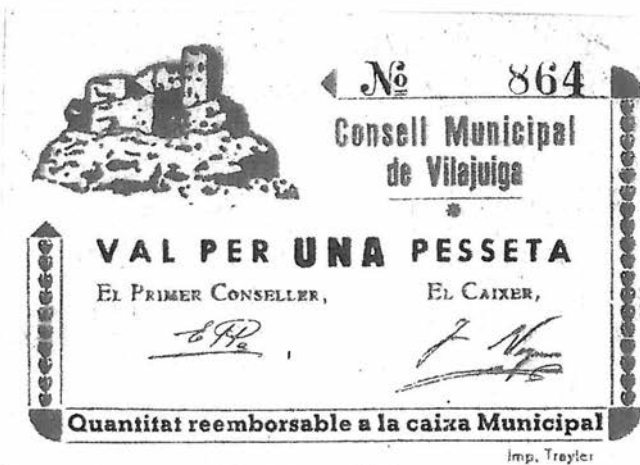 Nº 864
Consell Municipal
de Vilajuiga
VAL PER UNA PESSETA
EL PRIMER CONSELLER, EL CAIXER,
Quantitat reemborsable a la caixa Municipal
Imp. Trayter